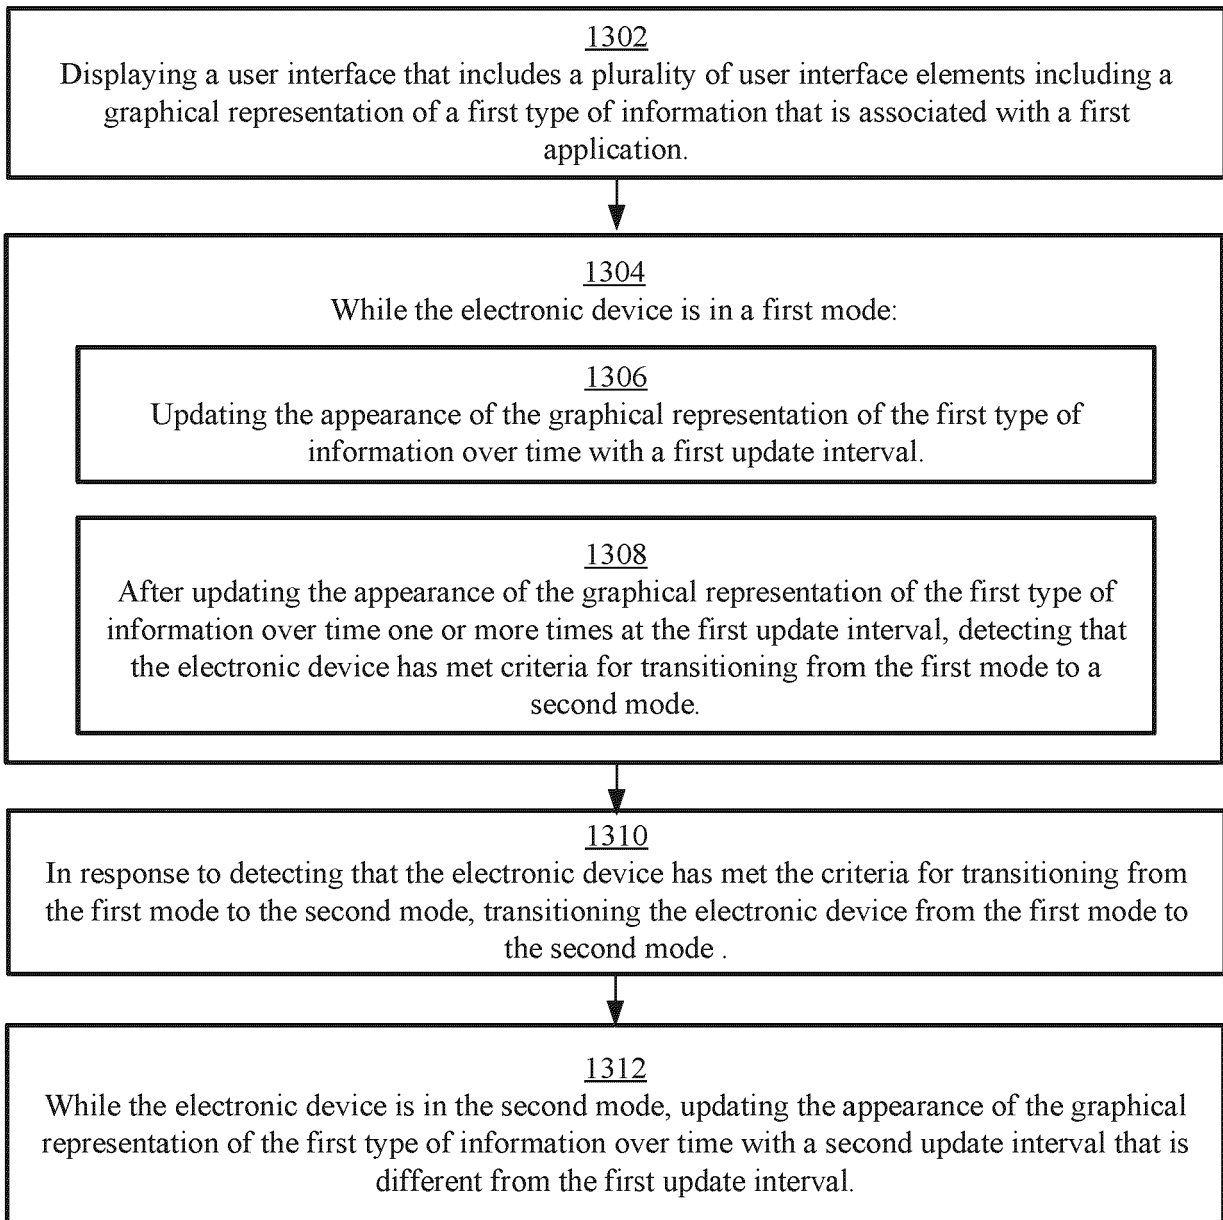 1302
Displaying a user interface that includes a plurality of user interface elements including a
graphical representation of a first type of information that is associated with a first
application.
1304
While the electronic device is in a first mode:
1306
Updating the appearance of the graphical representation of the first type of
information over time with a first update interval.
1308
After updating the appearance of the graphical representation of the first type of
information over time one or more times at the first update interval, detecting that
the electronic device has met criteria for transitioning from the first mode to a
second mode.
1310
In response to detecting that the electronic device has met the criteria for transitioning from
the first mode to the second mode, transitioning the electronic device from the first mode to
the second mode .
1312
While the electronic device is in the second mode, updating the appearance of the graphical
representation of the first type of information over time with a second update interval that is
different from the first update interval.